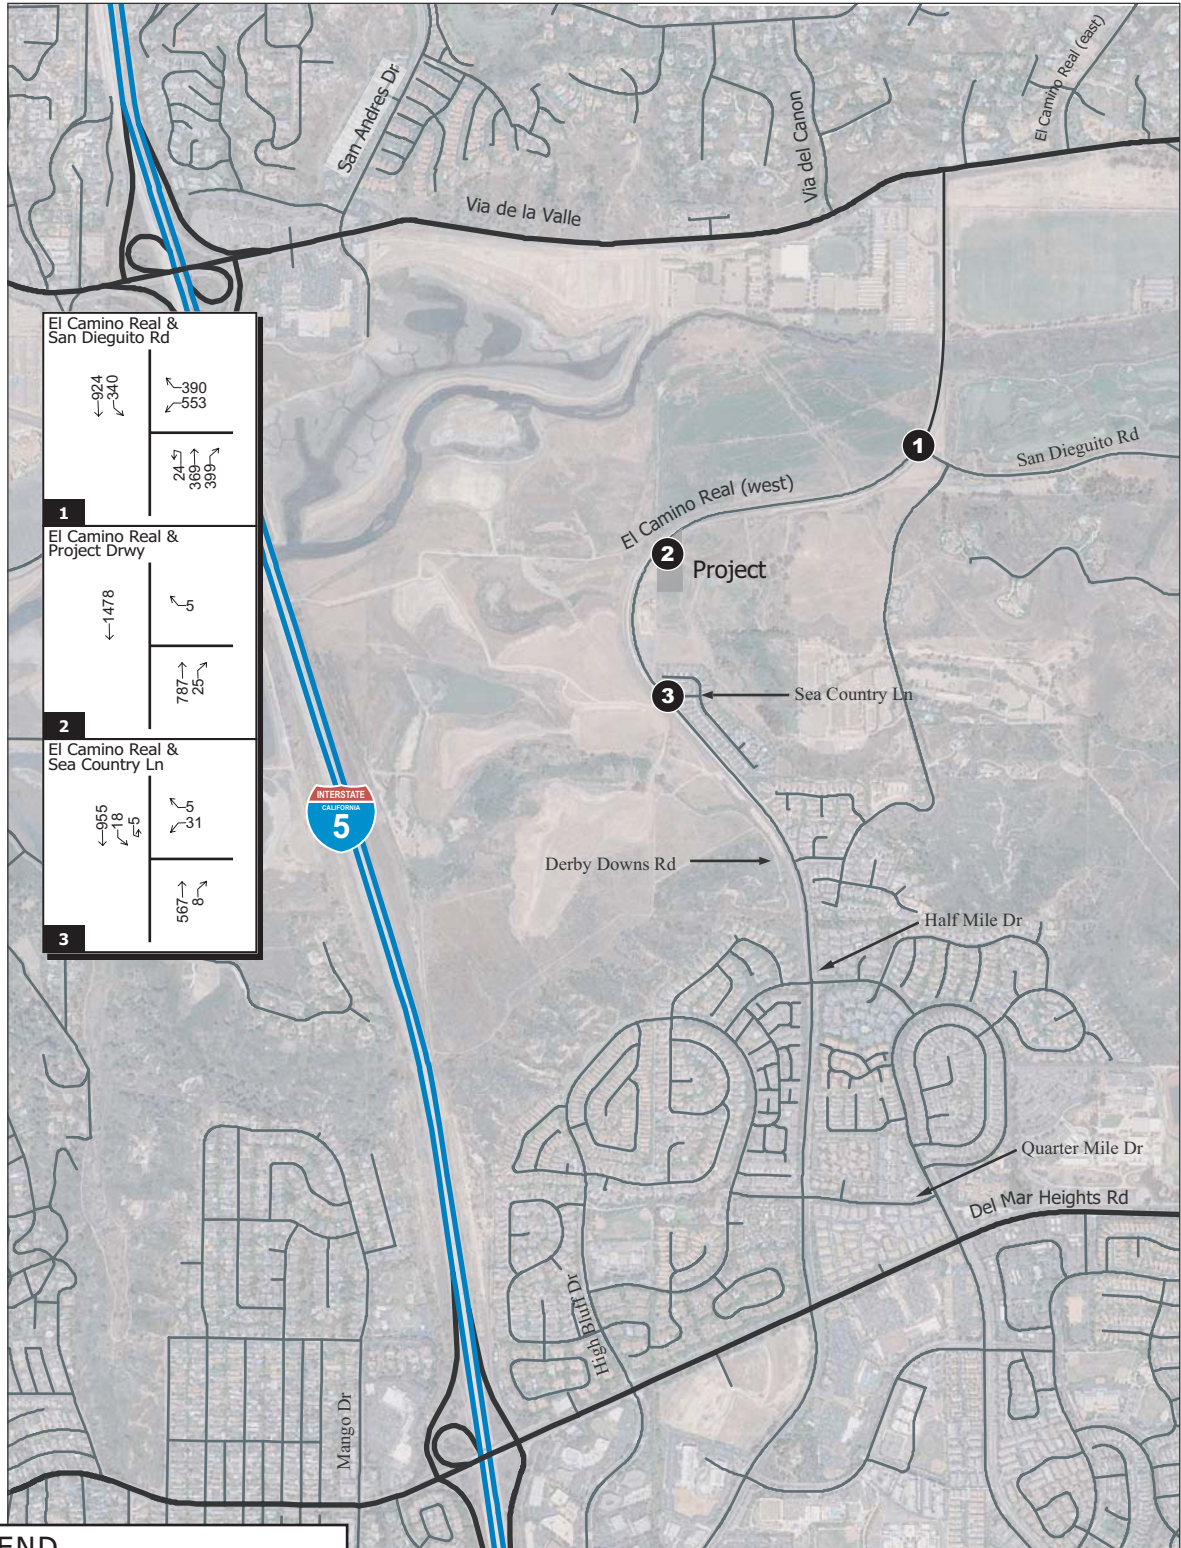 El Camino Real (east)
San Andres Dr
Via del Canon
Via de la Valle
El Camino Real &
San Dieguito Rd
924
340
390
553
24
369
399
1
El Camino Real &
Project Drwy
1478
5
787
25
2
El Camino Real &
Sea Country Ln
955
18
5
5
31
567
8
3
1
San Dieguito Rd
El Camino Real (west)
2
Project
3
Sea Country Ln
INTERSTATE
CALIFORNIA
5
Derby Downs Rd
Half Mile Dr
Quarter Mile Dr
Del Mar Heights Rd
High Bluff Dr
Mango Dr